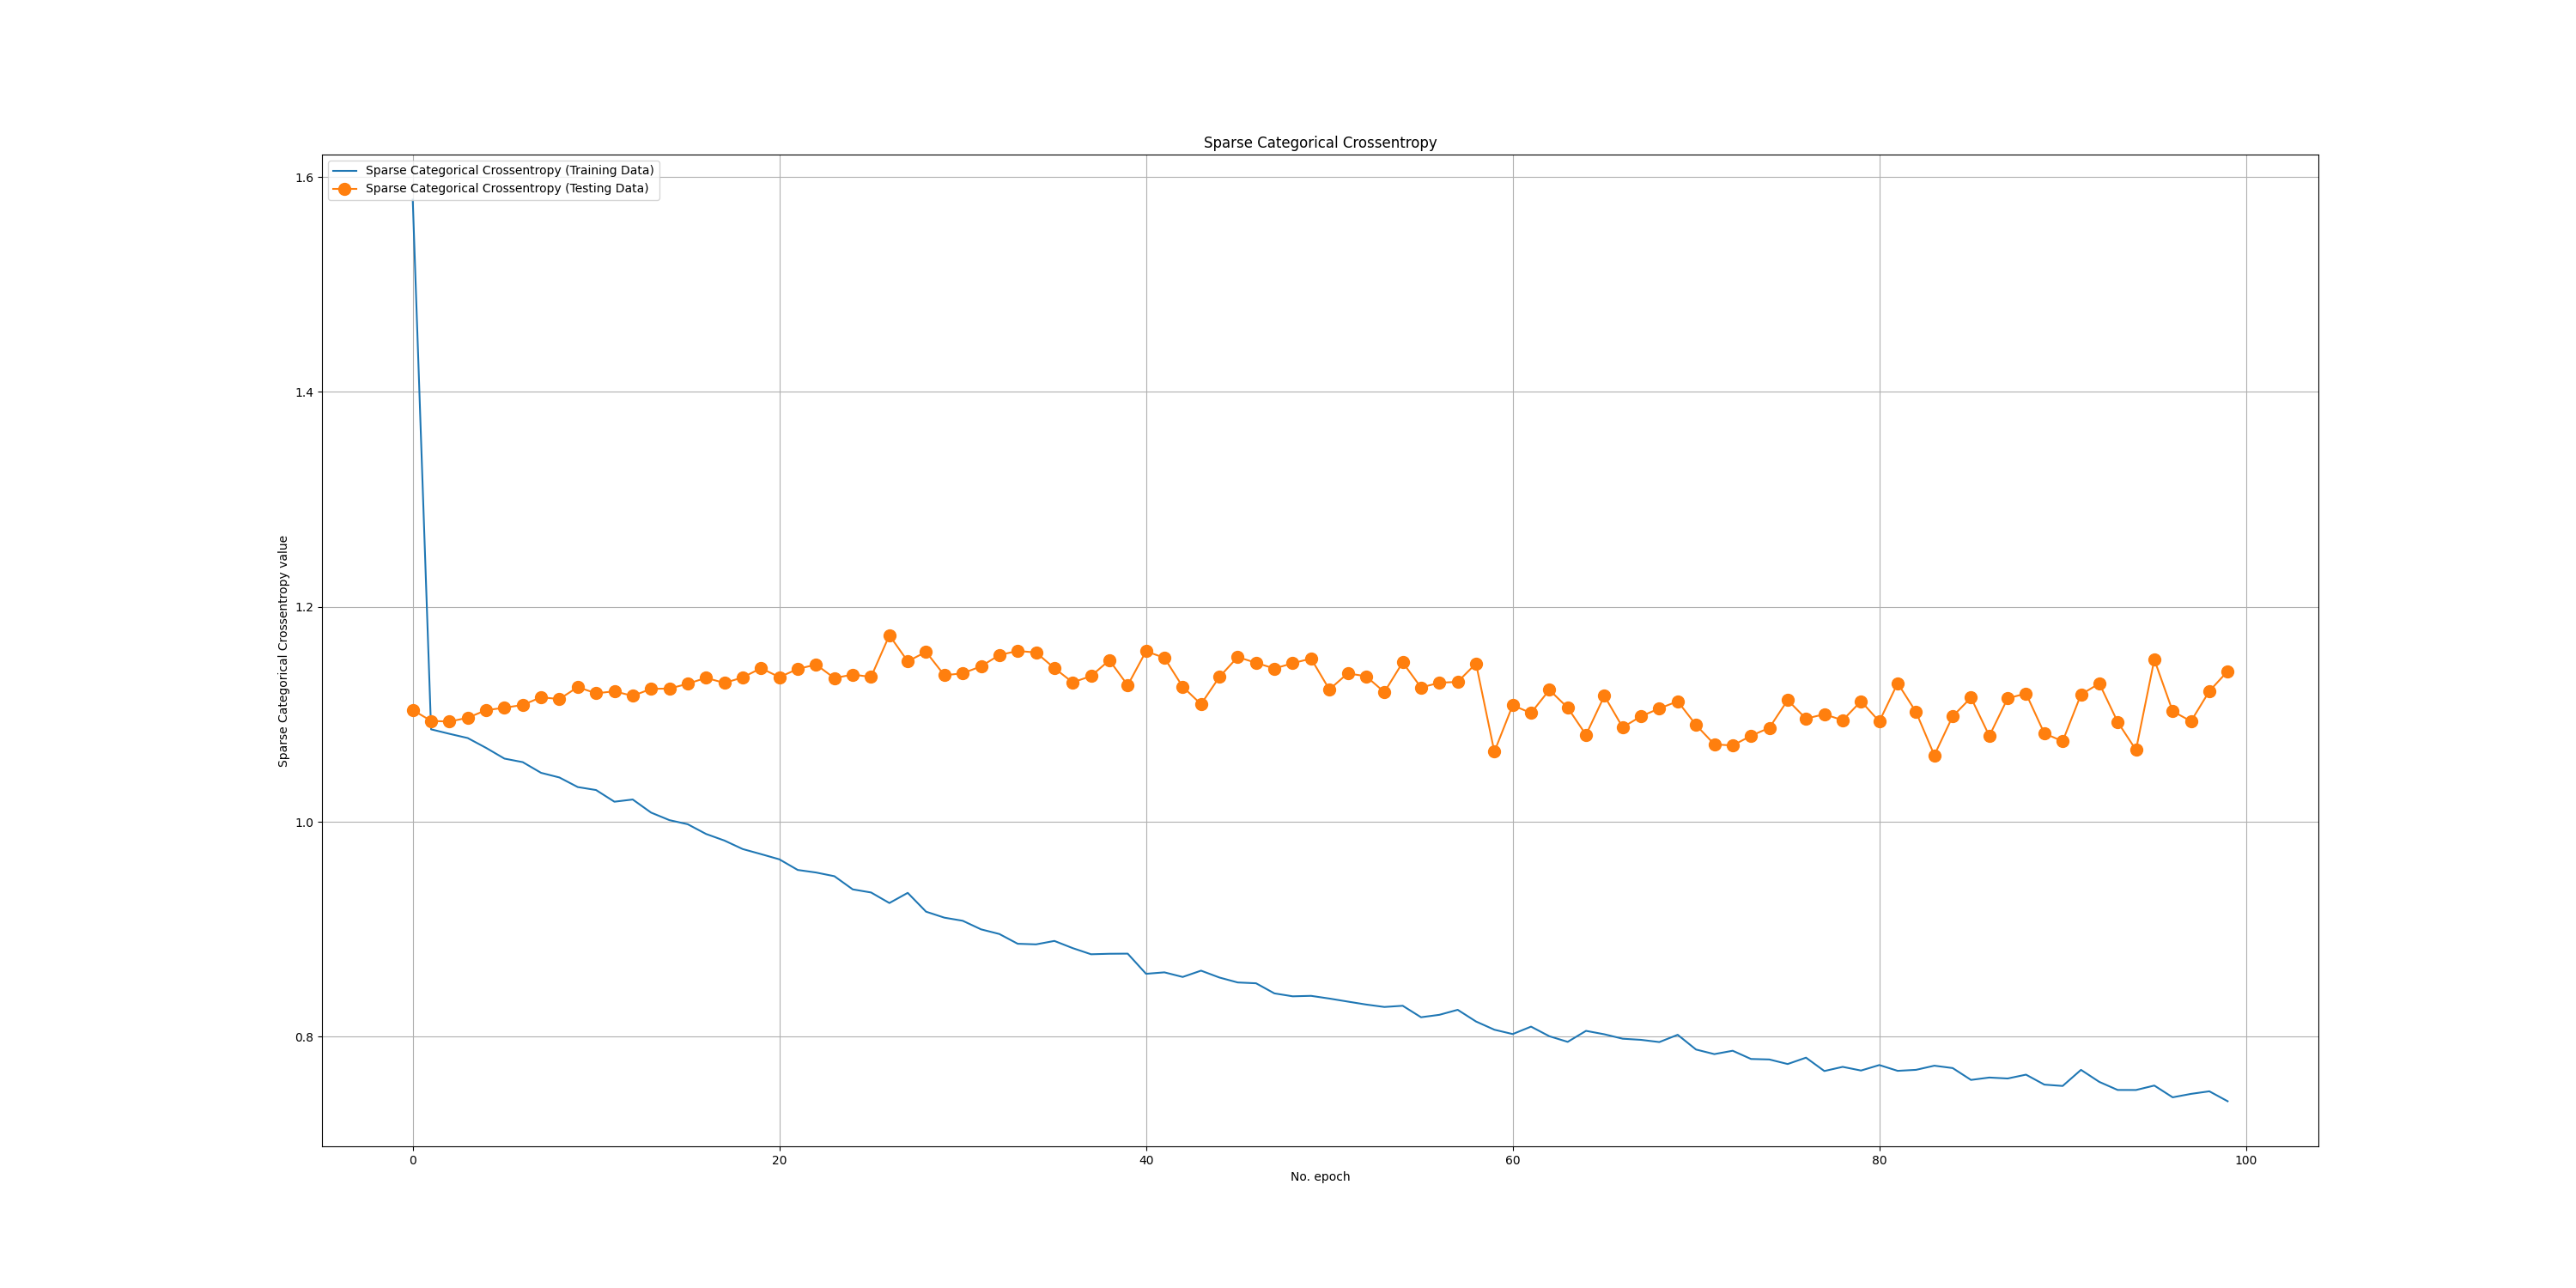 Sparse Categorical Crossentropy
Sparse Categorical Crossentropy (Training Data)
Sparse Categorical Crossentropy (Testing Data)
Sparse Categorical Crossentropy value
1.6
1.4
1.2
1.0
0.8
0
20
40
60
80
100
No. epoch